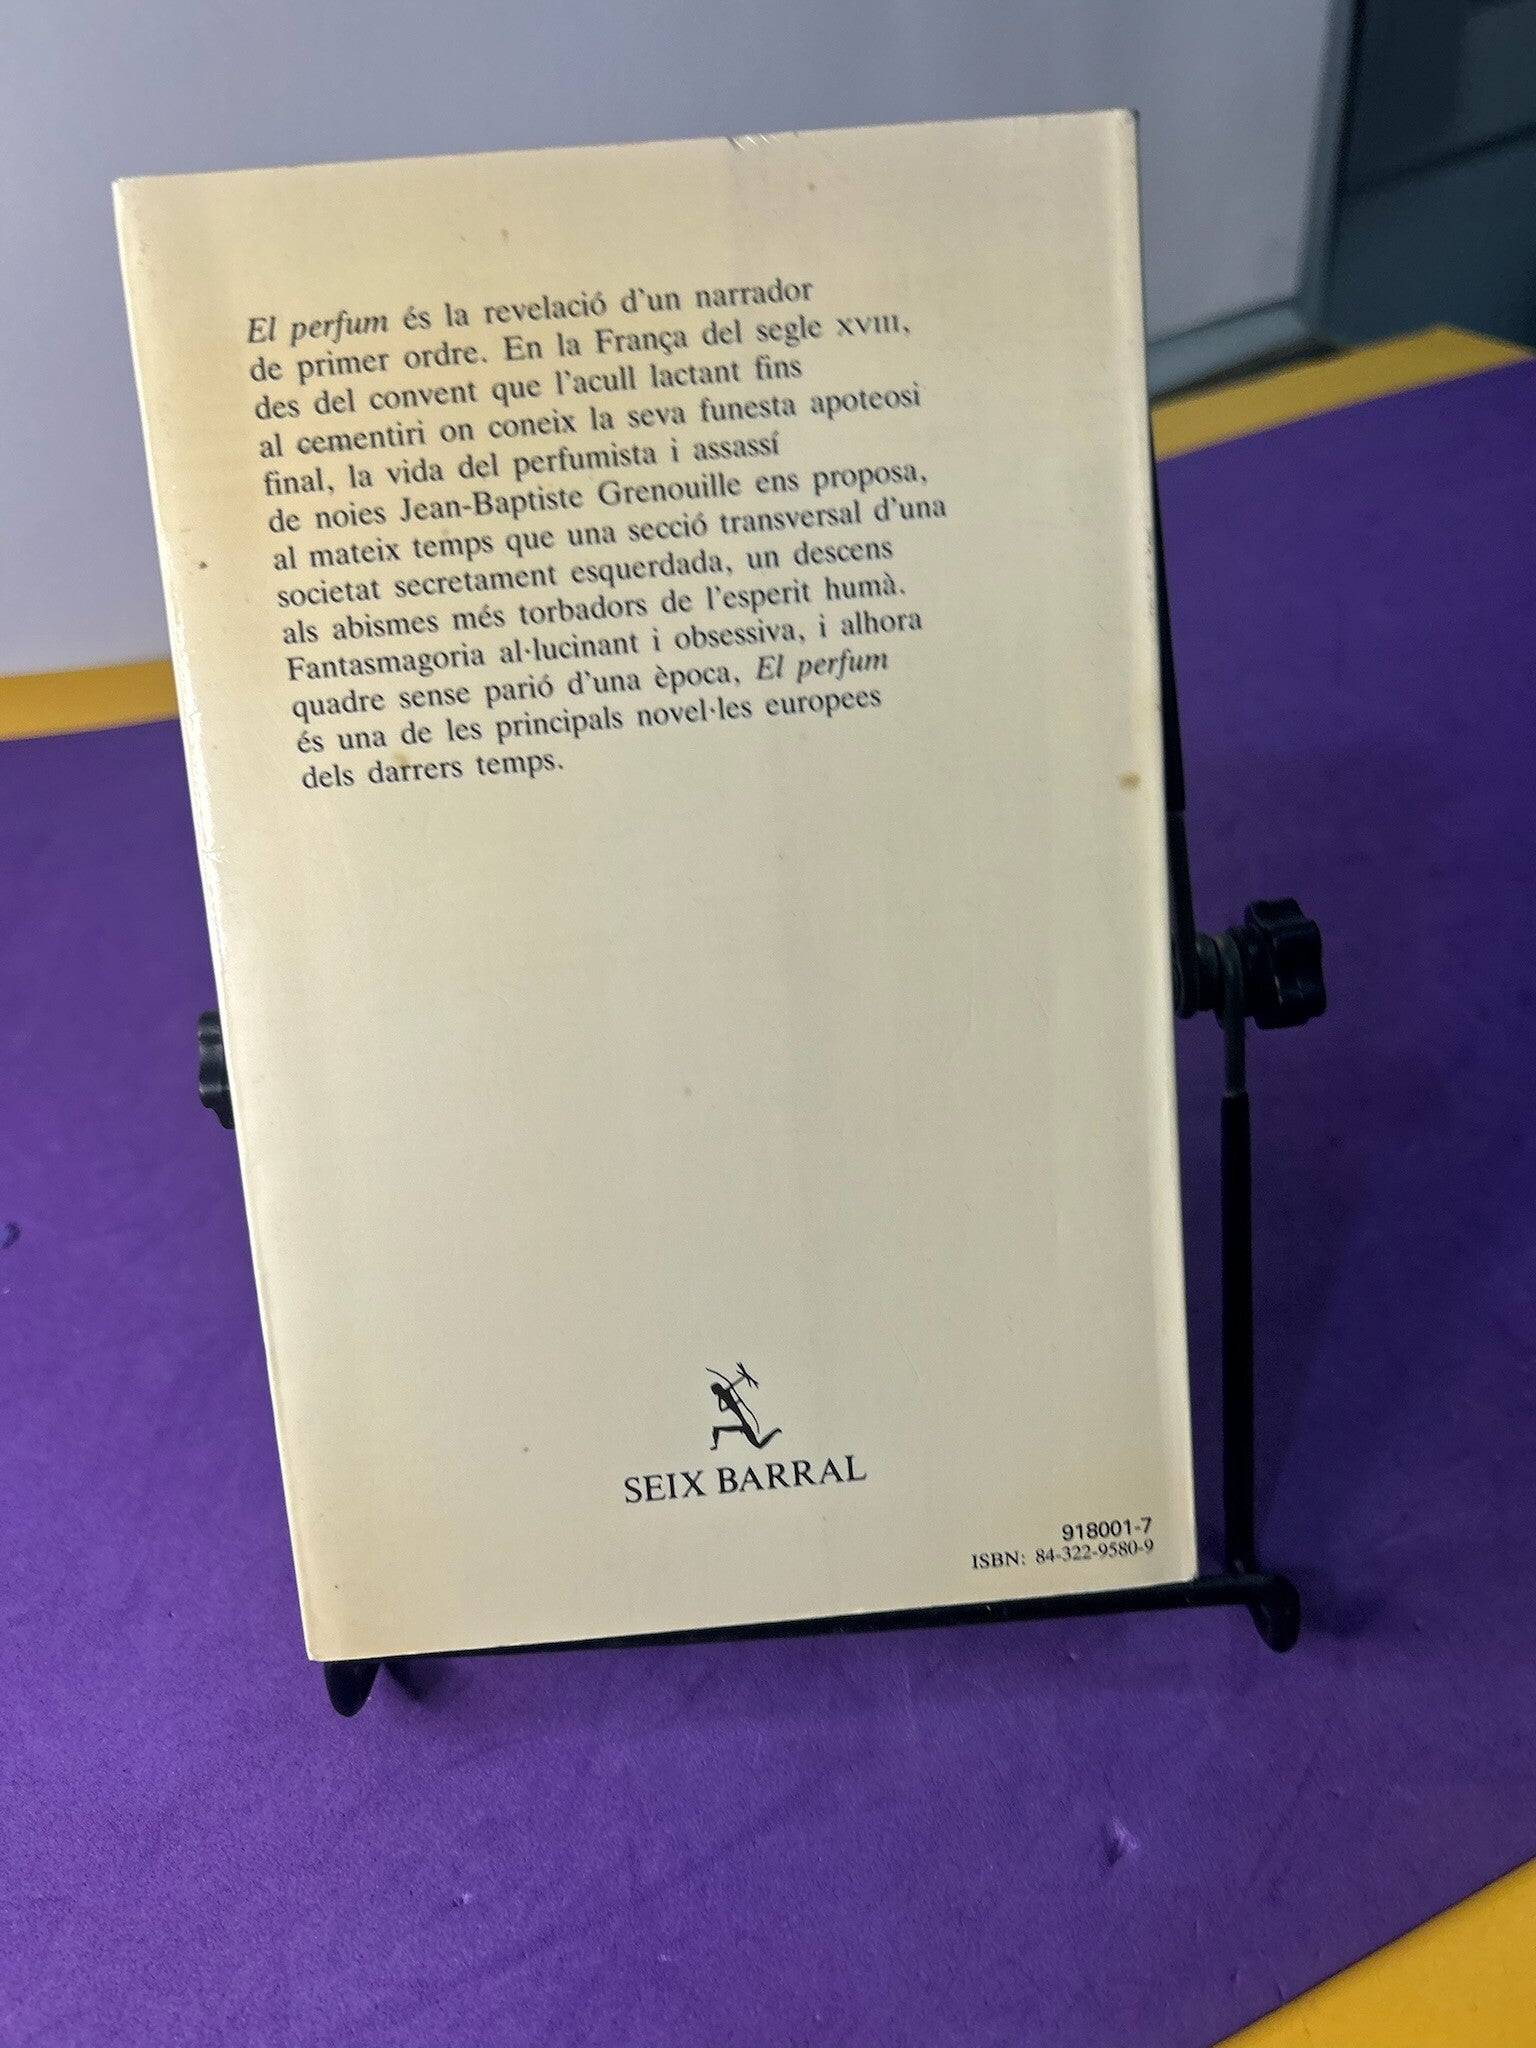 El perfum és la revelació d'un narrador
de primer ordre. En la França del segle XVIII,
des del convent que l'acull lactant fins
al cementiri on coneix la seva funesta apoteosi
final, la vida del perfumista i assassí
de noies Jean-Baptiste Grenouille ens proposa,
al mateix temps que una secció transversal d'una
societat secretament esquerdada, un descens
als abismes més torbadors de l'esperit humà.
Fantasmagoria al·lucinant i obsessiva, i alhora
quadre sense parió d'una època, El perfum
és una de les principals novel·les europees
dels darrers temps.
SEIX BARRAL
918001-7
ISBN: 84-322-9580-9